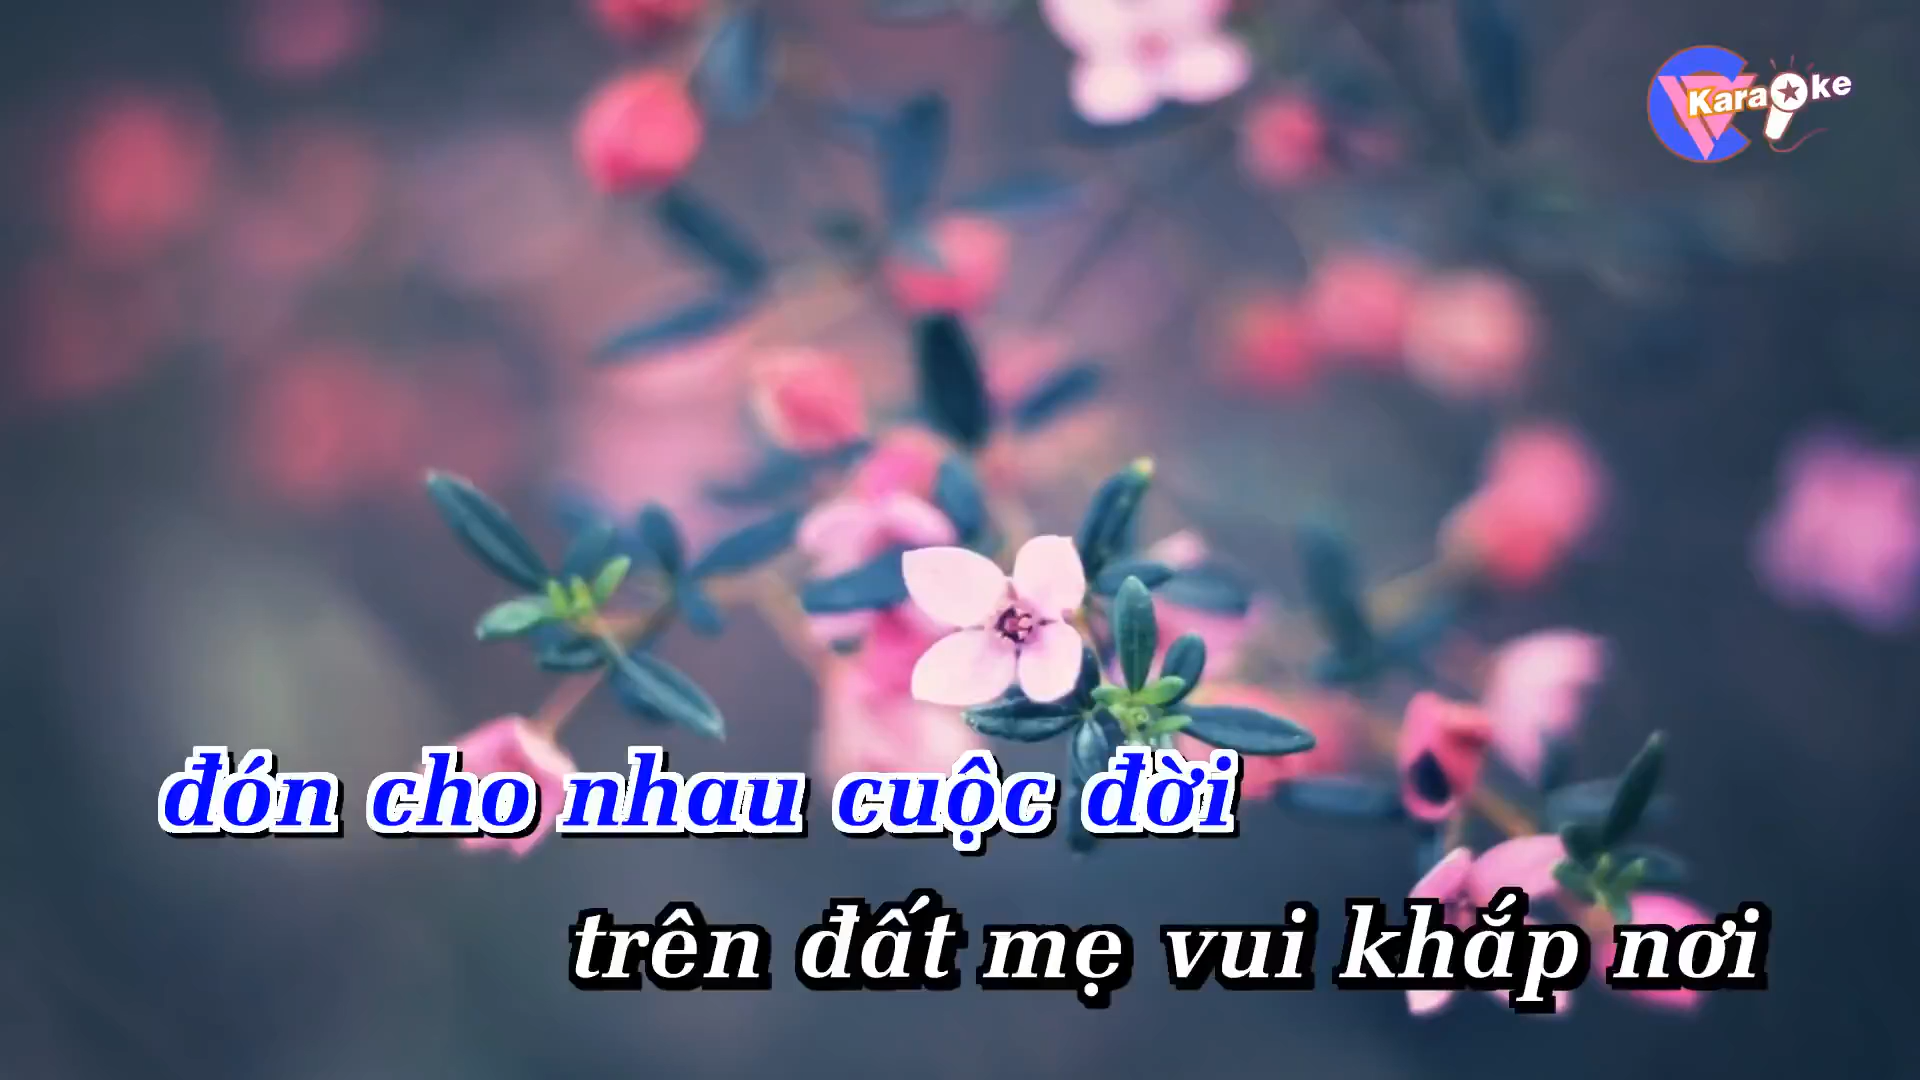 Karaoke
đón cho nhau cuộc đời
trên đất mẹ vui khắp nơi